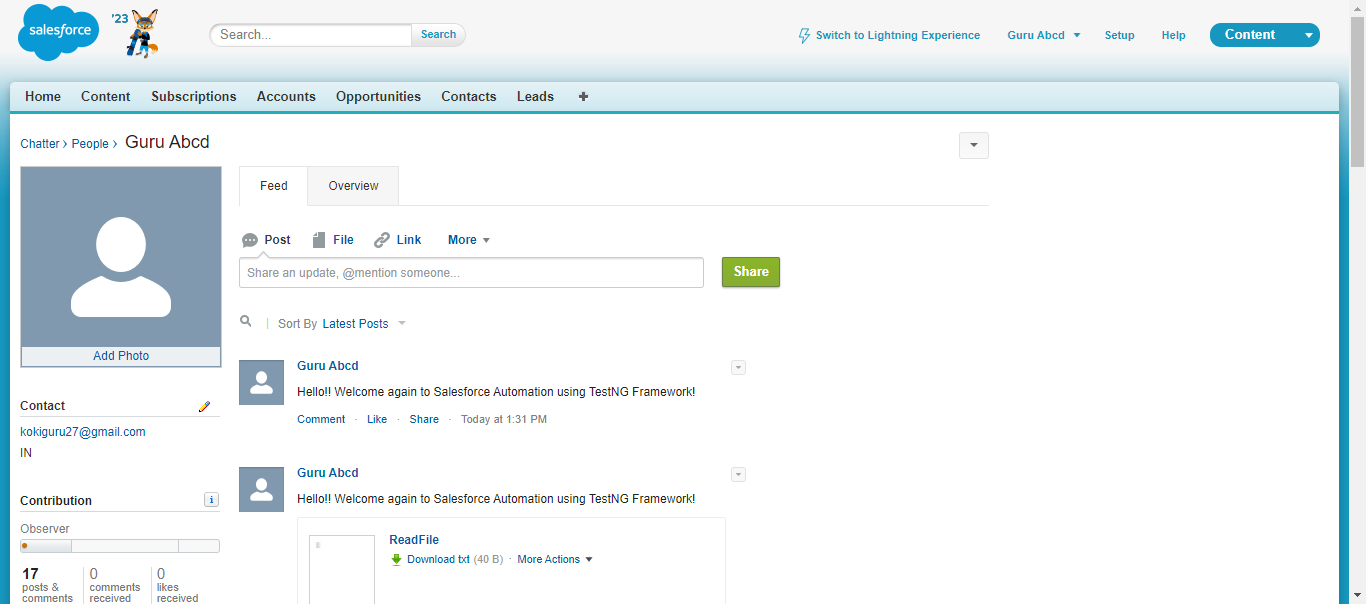 salesforce
'23
Search...
Search
Switch to Lightning Experience
Guru Abcd
Setup
Help
Content
Home
Content
Subscriptions
Accounts
Opportunities
Contacts
Leads
+
Chatter › People › Guru Abcd
Feed
Overview
Post
File
Link
More
Share an update, @mention someone...
Share
Sort By Latest Posts
Add Photo
Guru Abcd
Hello!! Welcome again to Salesforce Automation using TestNG Framework!
Comment · Like · Share · Today at 1:31 PM
Contact
kokiguru27@gmail.com
IN
Guru Abcd
Hello!! Welcome again to Salesforce Automation using TestNG Framework!
ReadFile
Download txt (40 B) · More Actions
Contribution
i
Observer
17
posts &
comments
0
comments
received
0
likes
received